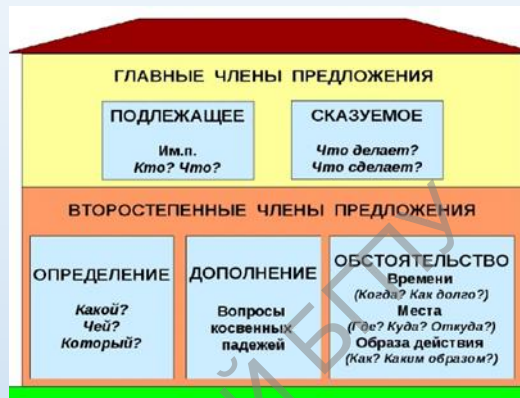 ГЛАВНЫЕ ЧЛЕНЫ ПРЕДЛОЖЕНИЯ
ПОДЛЕЖАЩЕЕ
Им.п.
Кто? Что?
СКАЗУЕМОЕ
Что делает?
Что сделает?
ВТОРОСТЕПЕННЫЕ ЧЛЕНЫ ПРЕДЛОЖЕНИЯ
ОПРЕДЕЛЕНИЕ
Какой?
Чей?
Который?
ДОПОЛНЕНИЕ
Вопросы
косвенных
падежей
ОБСТОЯТЕЛЬСТВО
Времени
(Когда? Как долго?)
Места
(Где? Куда? Откуда?)
Образа действия
(Как? Каким образом?)
БГПУ